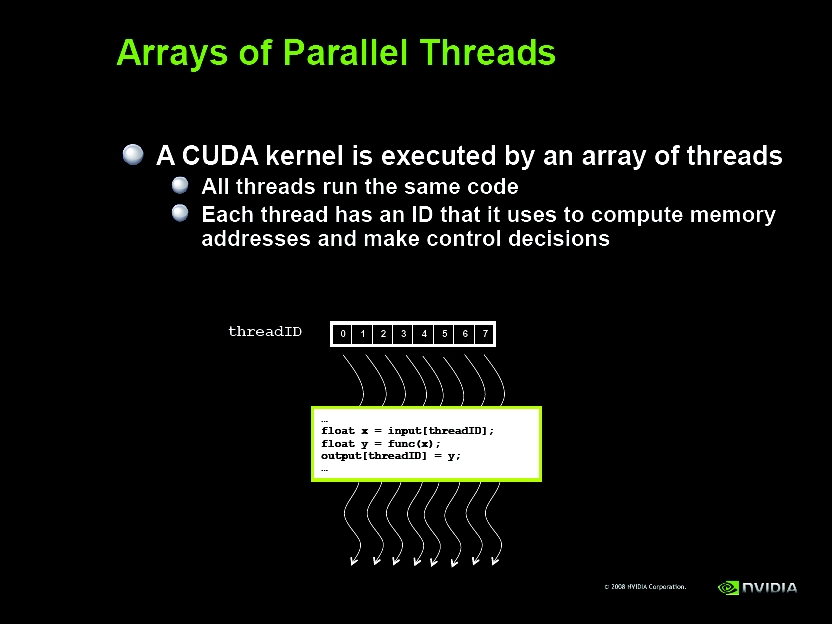 Arrays of Parallel Threads
A CUDA kernel is executed by an array of threads
All threads run the same code
Each thread has an ID that it uses to compute memory
addresses and make control decisions
threadID 0 1 2 3 4 5 6 7
…
float x = input[threadID];
float y = func(x);
output[threadID] = y;
…
© 2008 NVIDIA Corporation.
NVIDIA